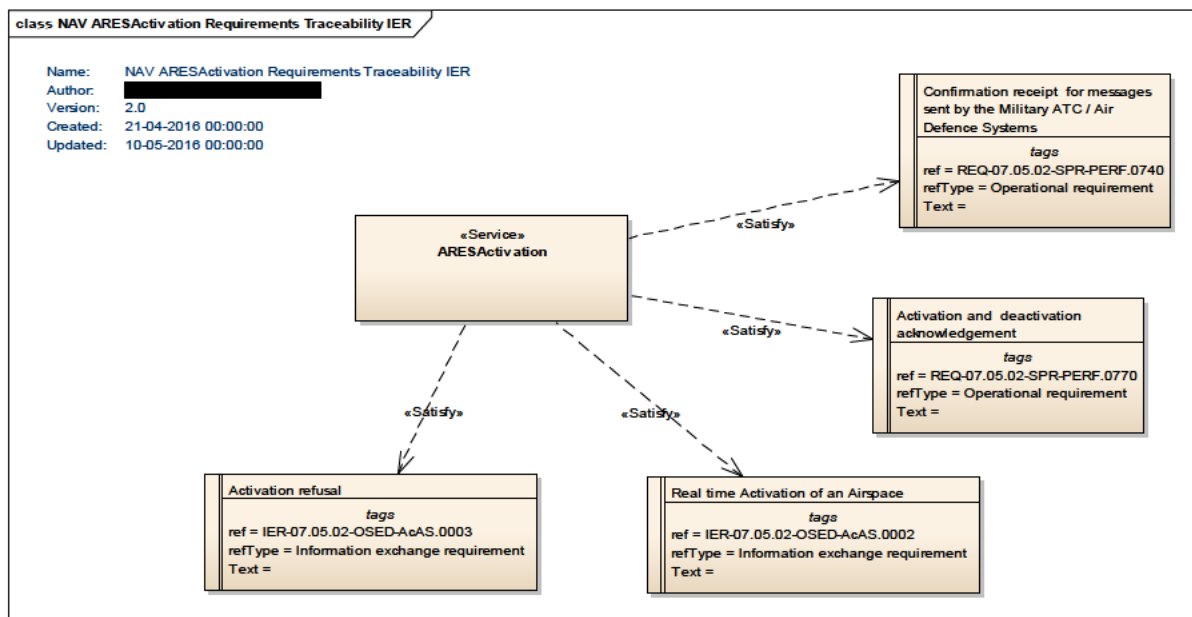 class NAV ARESActivation Requirements Traceability IER
Name: NAV ARESActivation Requirements Traceability IER
Author:
Version: 2.0
Created: 21-04-2016 00:00:00
Updated: 10-05-2016 00:00:00
Confirmation receipt for messages
sent by the Military ATC / Air
Defence Systems
tags
ref = REQ-07.05.02-SPR-PERF.0740
refType = Operational requirement
Text =
«Service»
ARESActivation
«Satisfy»
«Satisfy»
Activation and deactivation
acknowledgement
tags
ref = REQ-07.05.02-SPR-PERF.0770
refType = Operational requirement
Text =
«Satisfy»
«Satisfy»
Activation refusal
tags
ref = IER-07.05.02-OSED-AcAS.0003
refType = Information exchange requirement
Text =
Real time Activation of an Airspace
tags
ref = IER-07.05.02-OSED-AcAS.0002
refType = Information exchange requirement
Text =